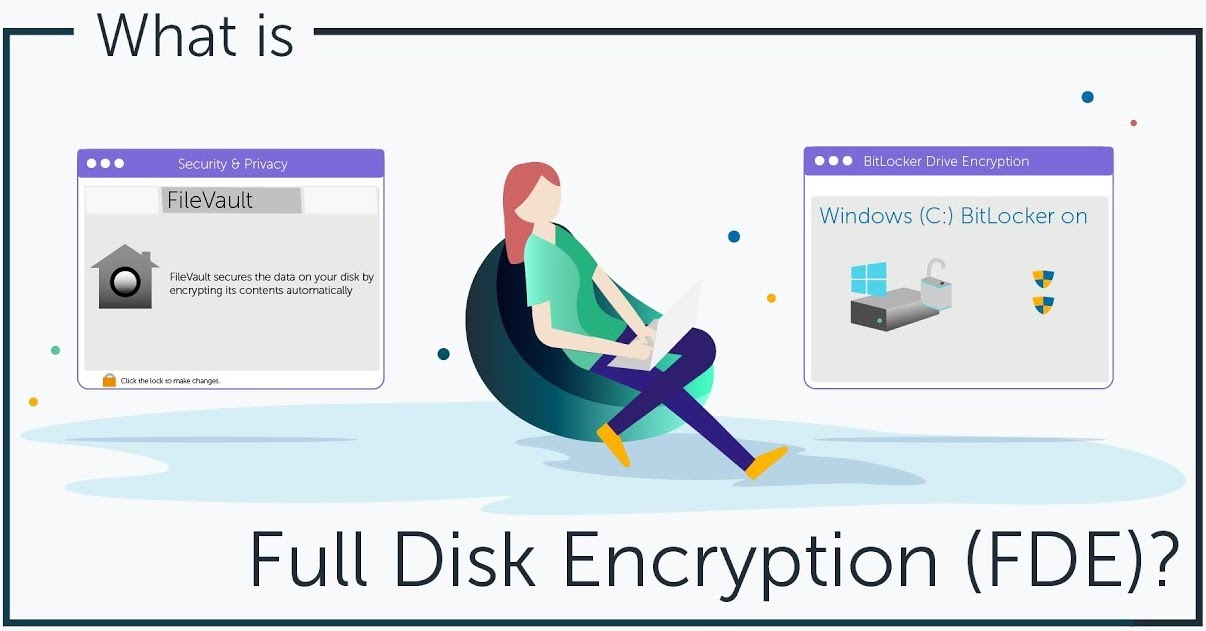 What is
Security & Privacy
FileVault
FileVault secures the data on your disk by
encrypting its contents automatically
Click the lock to make changes.
BitLocker Drive Encryption
Windows (C:) BitLocker on
Full Disk Encryption (FDE)?